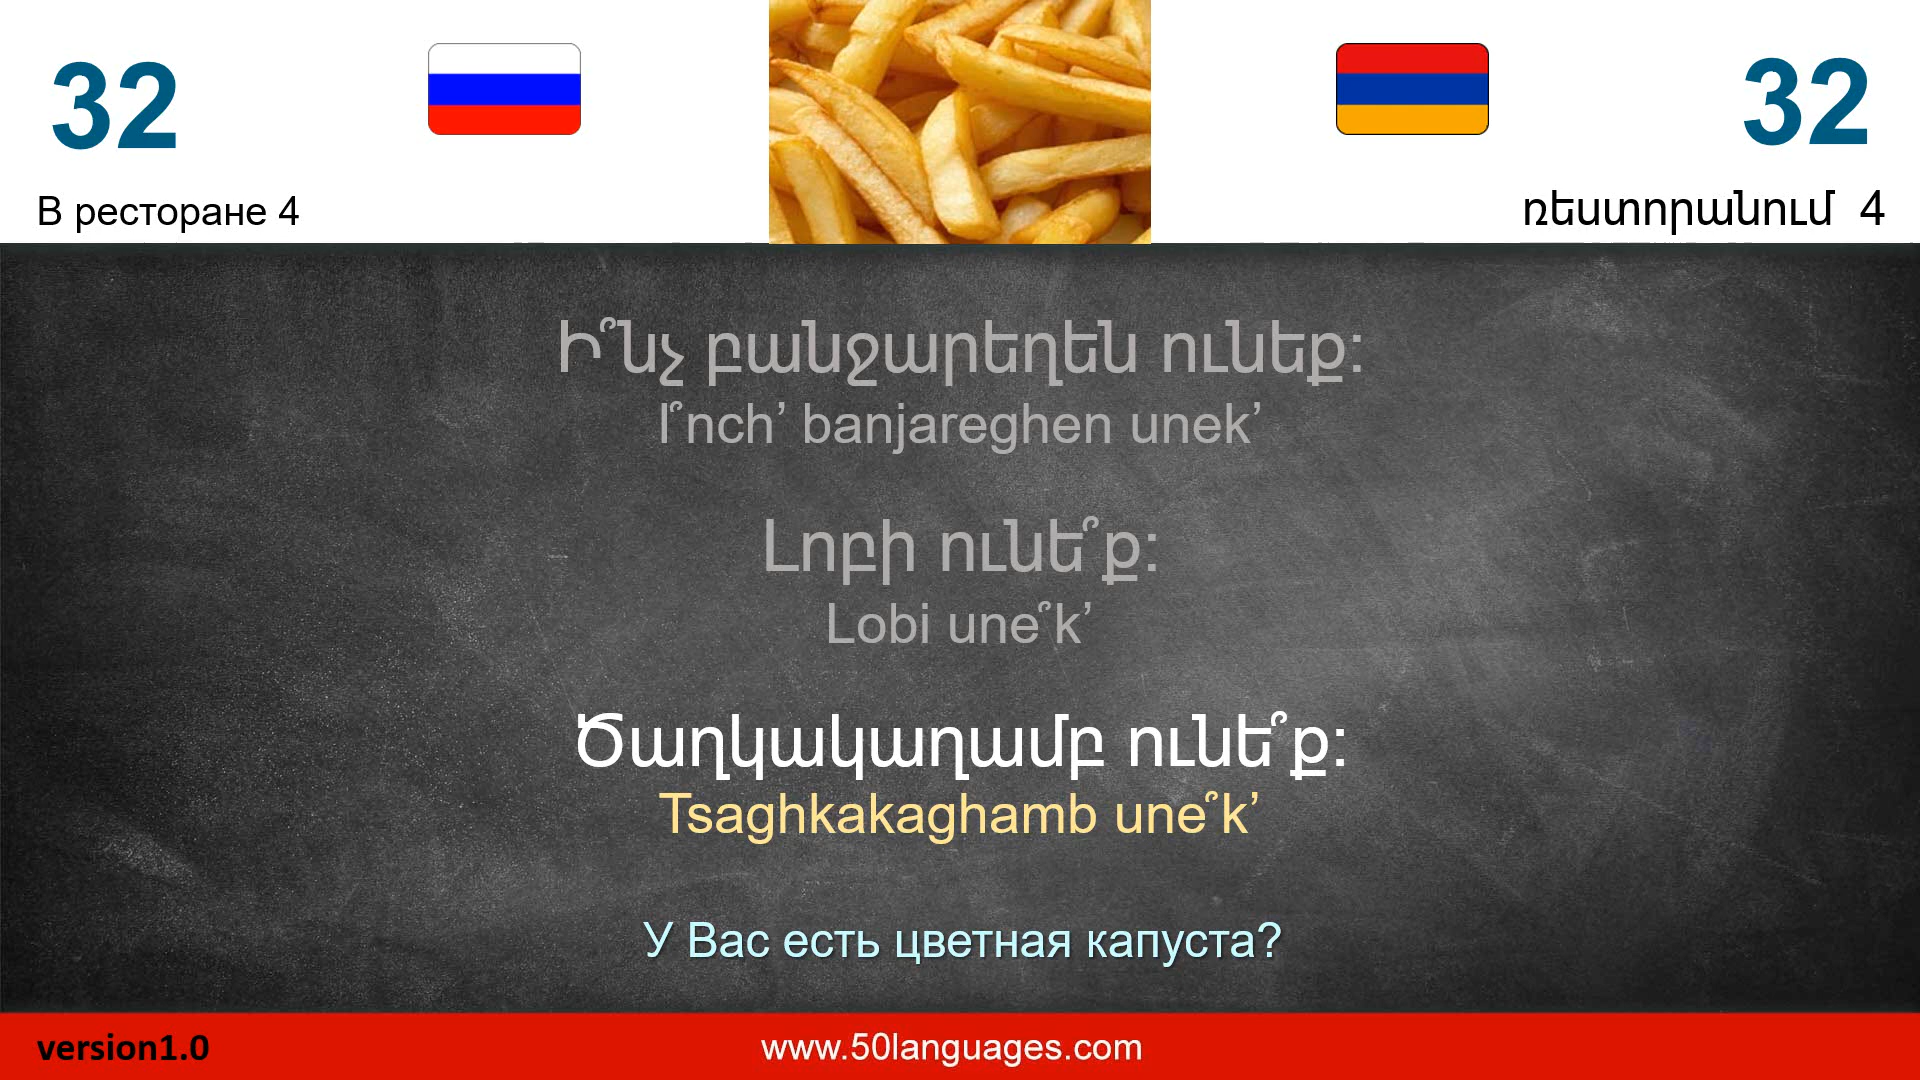 32
32
В ресторане 4
ռեստորանում 4
Ի՞նչ բանջարեղեն ունեք:
I՞nch’ banjareghen unek’
Լոբի ունե՞ք:
Lobi une՞k’
Ծաղկակաղամբ ունե՞ք:
Tsaghkakaghamb une՞k’
У Вас есть цветная капуста?
version1.0
www.50languages.com